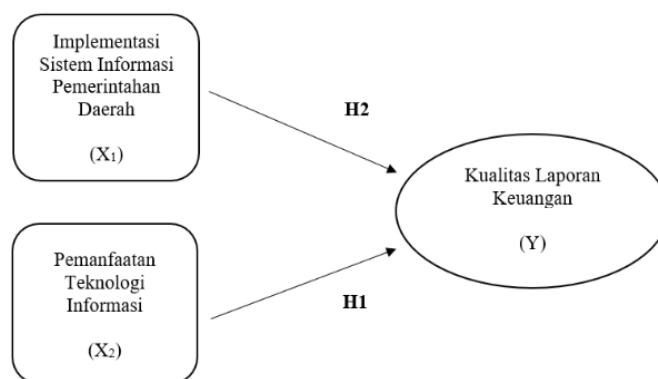 Implementasi
Sistem Informasi
Pemerintahan
Daerah
(X₁)
H2
Kualitas Laporan
Keuangan
(Y)
Pemanfaatan
Teknologi
Informasi
(X₂)
H1